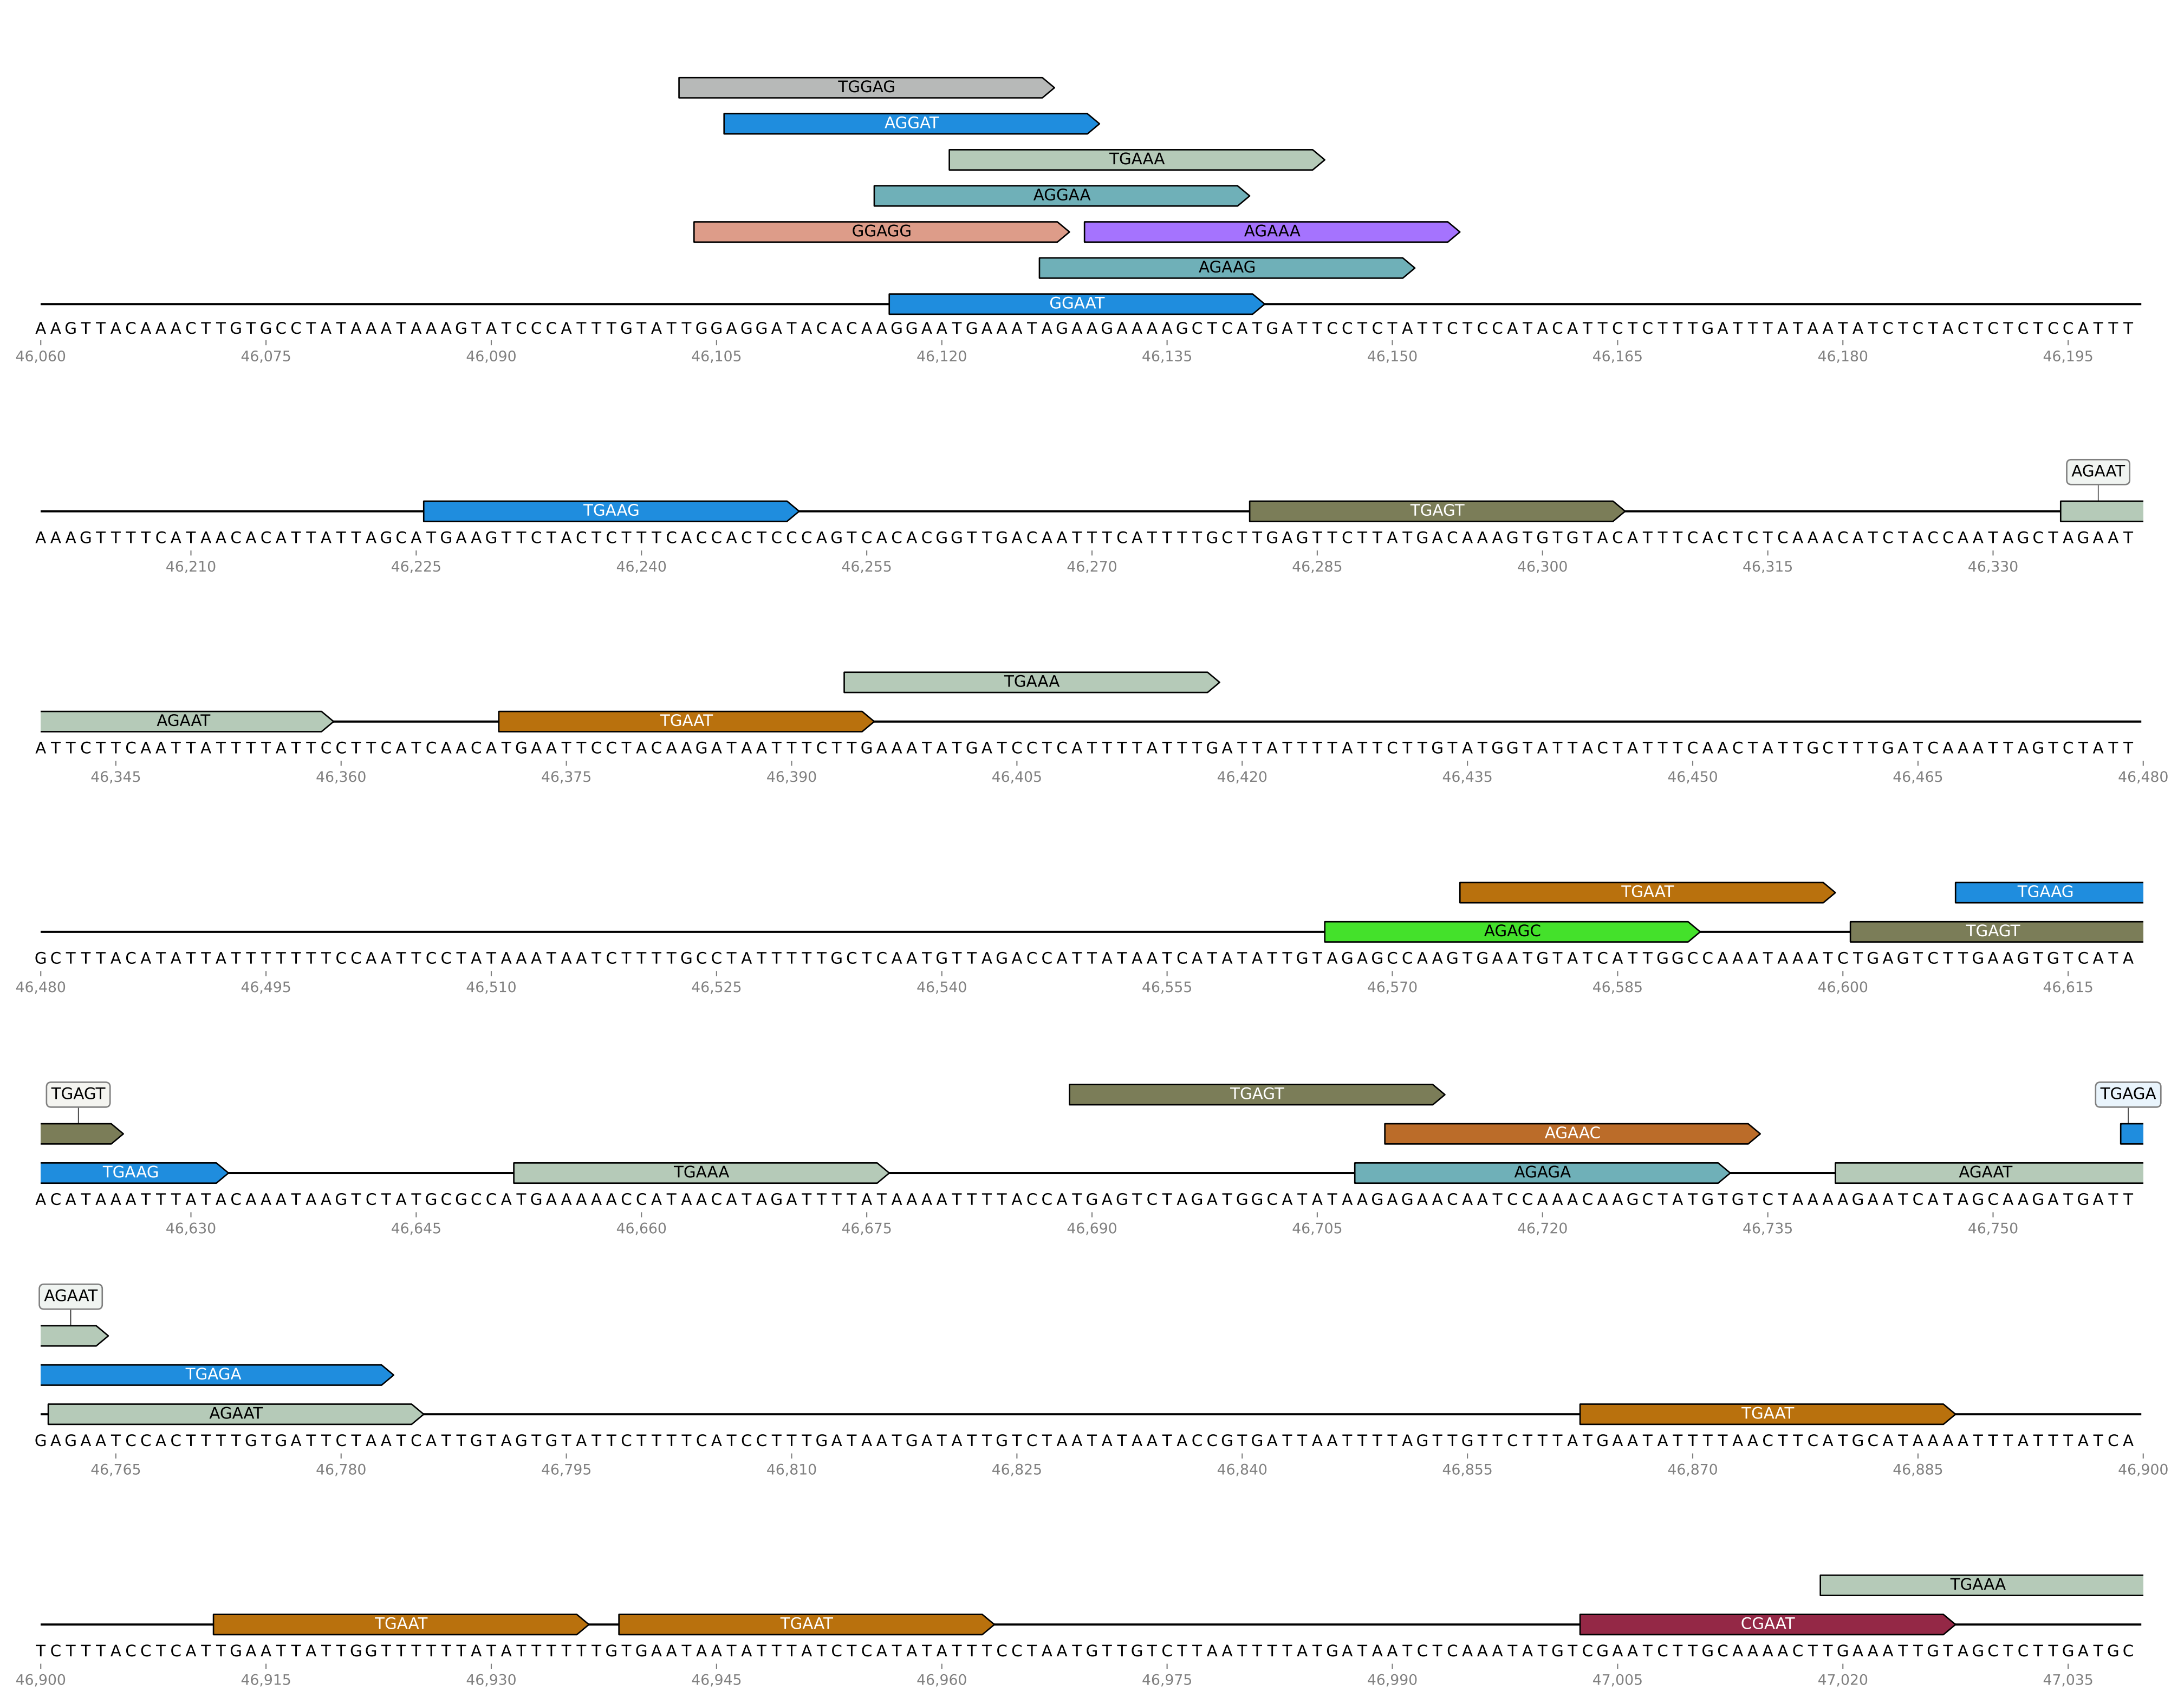 TGGAG
AGGAT
TGAAA
AGGAA
GGAGG AGAAA
AGAAG
GGAAT
AAGTTACAAACTTGTGCCTATAAATAAAGTATCCCATTTGTATTGGAGGATACACAAGGAATGAAATAGAAGAAAAGCTCATGATTCCTCTATTCTCCATACATTCTCTTTGATTTATAATATCTCTACTCTCTCCATTT
46,060 46,075 46,090 46,105 46,120 46,135 46,150 46,165 46,180 46,195
AGAAT
TGAAG TGAGT
AAAGTTTTCATAACACATTATTAGCATGAAGTTCTACTCTTTCACCACTCCCAGTCACACGGTTGACAATTTCATTTTGCTTGAGTTCTTATGACAAAGTGTGTACATTTCACTCTCAAACATCTACCAATAGCTAGAAT
46,210 46,225 46,240 46,255 46,270 46,285 46,300 46,315 46,330
TGAAA
AGAAT TGAAT
ATTCTTCAATTATTTTATTCCTTCATCAACATGAATTCCTACAAGATAATTTCTTGAAATATGATCCTCATTTTATTTGATTATTTTATTCTTGTATGGTATTACTATTTCAACTATTGCTTTGATCAAATTAGTCTATT
46,345 46,360 46,375 46,390 46,405 46,420 46,435 46,450 46,465 46,480
TGAAT TGAAG
AGAGC TGAGT
GCTTTACATATTATTTTTTTCCAATTCCTATAAATAATCTTTTGCCTATTTTTGCTCAATGTTAGACCATTATAATCATATATTGTAGAGCCAAGTGAATGTATCATTGGCCAAATAAATCTGAGTCTTGAAGTGTCATA
46,480 46,495 46,510 46,525 46,540 46,555 46,570 46,585 46,600 46,615
TGAGT TGAGT TGAGA
AGAAC
TGAAG TGAAA AGAGA AGAAT
ACATAAATTTATACAAATAAGTCTATGCGCCATGAAAAACCATAACATAGATTTTATAAAATTTTACCATGAGTCTAGATGGCATATAAGAGAACAATCCAAACAAGCTATGTGTCTAAAAGAATCATAGCAAGATGATT
46,630 46,645 46,660 46,675 46,690 46,705 46,720 46,735 46,750
AGAAT
TGAGA
AGAAT TGAAT
GAGAATCCACTTTTGTGATTCTAATCATTGTAGTGTATTCTTTTCATCCTTTGATAATGATATTGTCTAATATAATACCGTGATTAATTTTAGTTGTTCTTTATGAATATTTTAACTTCATGCATAAAATTTATTTATCA
46,765 46,780 46,795 46,810 46,825 46,840 46,855 46,870 46,885 46,900
TGAAA
TGAAT TGAAT CGAAT
TCTTTACCTCATTGAATTATTGGTTTTTTATATTTTTTGTGAATAATATTTATCTCATATATTTCCTAATGTTGTCTTAATTTTATGATAATCTCAAATATGTCGAATCTTGCAAAACTTGAAATTGTAGCTCTTGATGC
46,900 46,915 46,930 46,945 46,960 46,975 46,990 47,005 47,020 47,035